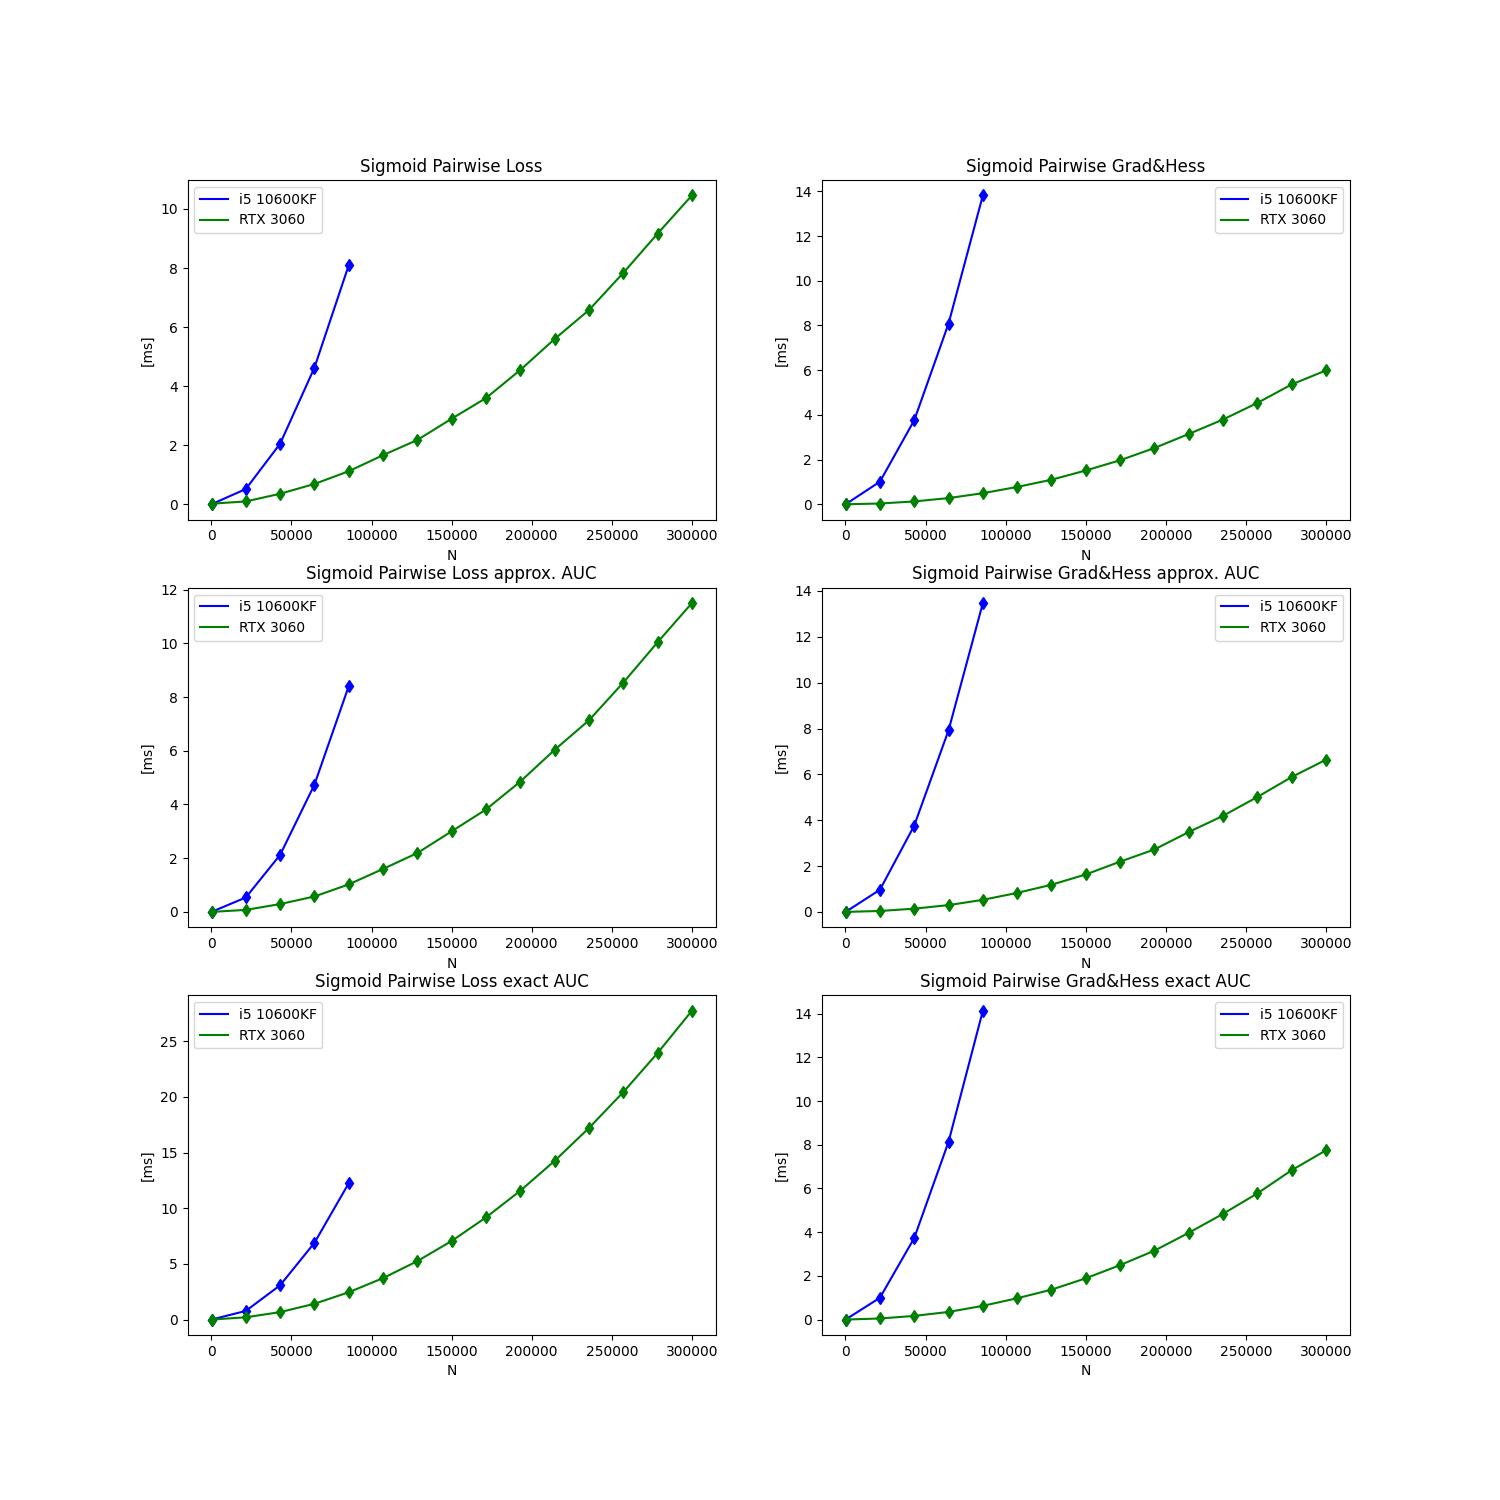 Sigmoid Pairwise Loss
i5 10600KF
RTX 3060
10
8
6
4
2
0
[ms]
0 50000 100000 150000 200000 250000 300000
N
Sigmoid Pairwise Grad&Hess
i5 10600KF
RTX 3060
14
12
10
8
6
4
2
0
[ms]
0 50000 100000 150000 200000 250000 300000
N
Sigmoid Pairwise Loss approx. AUC
i5 10600KF
RTX 3060
12
10
8
6
4
2
0
[ms]
0 50000 100000 150000 200000 250000 300000
N
Sigmoid Pairwise Grad&Hess approx. AUC
i5 10600KF
RTX 3060
14
12
10
8
6
4
2
0
[ms]
0 50000 100000 150000 200000 250000 300000
N
Sigmoid Pairwise Loss exact AUC
i5 10600KF
RTX 3060
25
20
15
10
5
0
[ms]
0 50000 100000 150000 200000 250000 300000
N
Sigmoid Pairwise Grad&Hess exact AUC
i5 10600KF
RTX 3060
14
12
10
8
6
4
2
0
[ms]
0 50000 100000 150000 200000 250000 300000
N